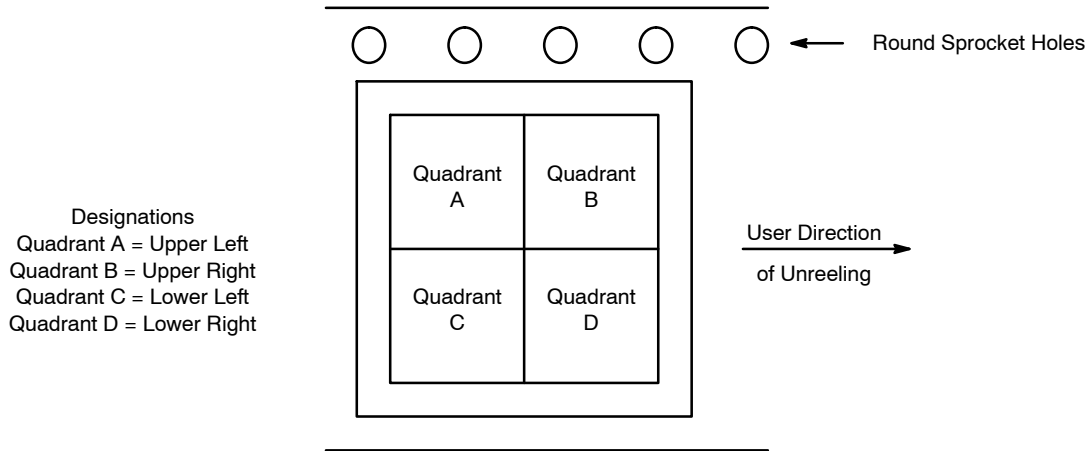 Round Sprocket Holes
Quadrant
A
Quadrant
B
Designations
Quadrant A = Upper Left
Quadrant B = Upper Right
Quadrant C = Lower Left
Quadrant D = Lower Right
Quadrant
C
Quadrant
D
User Direction
of Unreeling